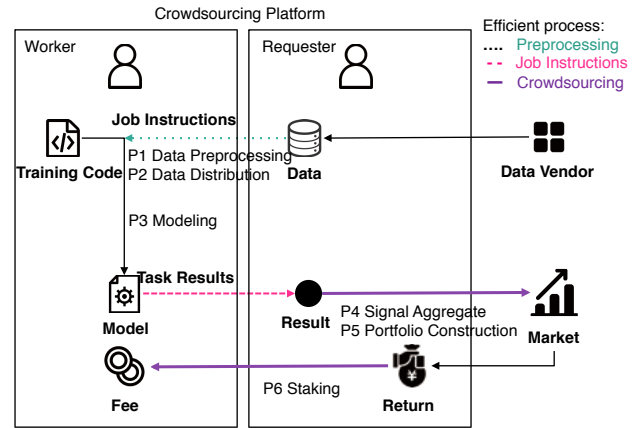 Crowdsourcing Platform
Efficient process:
Preprocessing
Job Instructions
Crowdsourcing
Worker
Requester
Job Instructions
P1 Data Preprocessing
P2 Data Distribution
Training Code
Data
Data Vendor
P3 Modeling
Task Results
Model
Result
P4 Signal Aggregate
P5 Portfolio Construction
Market
¥
P6 Staking
Fee
Return